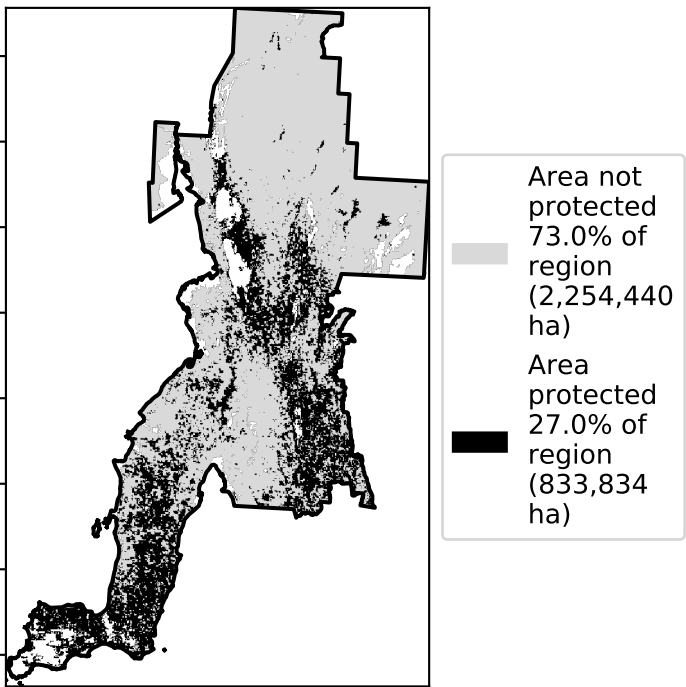 Area not
protected
73.0% of
region
(2,254,440
ha)
Area
protected
27.0% of
region
(833,834
ha)